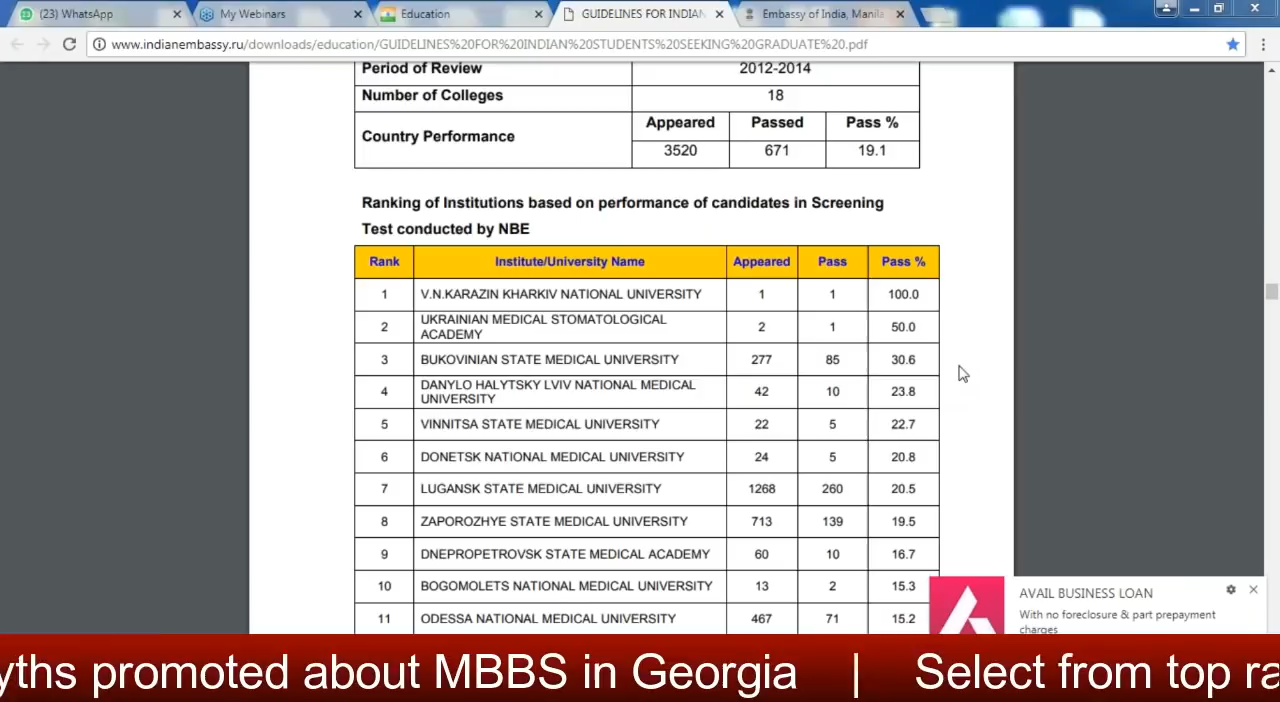 (23) WhatsApp
My Webinars
Education
GUIDELINES FOR INDIAN
Embassy of India, Manila
www.indianembassy.ru/downloads/education/GUIDELINES%20FOR%20INDIAN%20STUDENTS%20SEEKING%20GRADUATE%20.pdf
Period of Review 2012-2014
Number of Colleges 18
Country Performance Appeared Passed Pass %
3520 671 19.1
Ranking of Institutions based on performance of candidates in Screening
Test conducted by NBE
Rank Institute/University Name Appeared Pass Pass %
1 V.N.KARAZIN KHARKIV NATIONAL UNIVERSITY 1 1 100.0
2 UKRAINIAN MEDICAL STOMATOLOGICAL
ACADEMY 2 1 50.0
3 BUKOVINIAN STATE MEDICAL UNIVERSITY 277 85 30.6
4 DANYLO HALYTSKY LVIV NATIONAL MEDICAL
UNIVERSITY 42 10 23.8
5 VINNITSA STATE MEDICAL UNIVERSITY 22 5 22.7
6 DONETSK NATIONAL MEDICAL UNIVERSITY 24 5 20.8
7 LUGANSK STATE MEDICAL UNIVERSITY 1268 260 20.5
8 ZAPOROZHYE STATE MEDICAL UNIVERSITY 713 139 19.5
9 DNEPROPETROVSK STATE MEDICAL ACADEMY 60 10 16.7
10 BOGOMOLETS NATIONAL MEDICAL UNIVERSITY 13 2 15.3
11 ODESSA NATIONAL MEDICAL UNIVERSITY 467 71 15.2
AVAIL BUSINESS LOAN
With no foreclosure & part prepayment
charges
yths promoted about MBBS in Georgia | Select from top ra